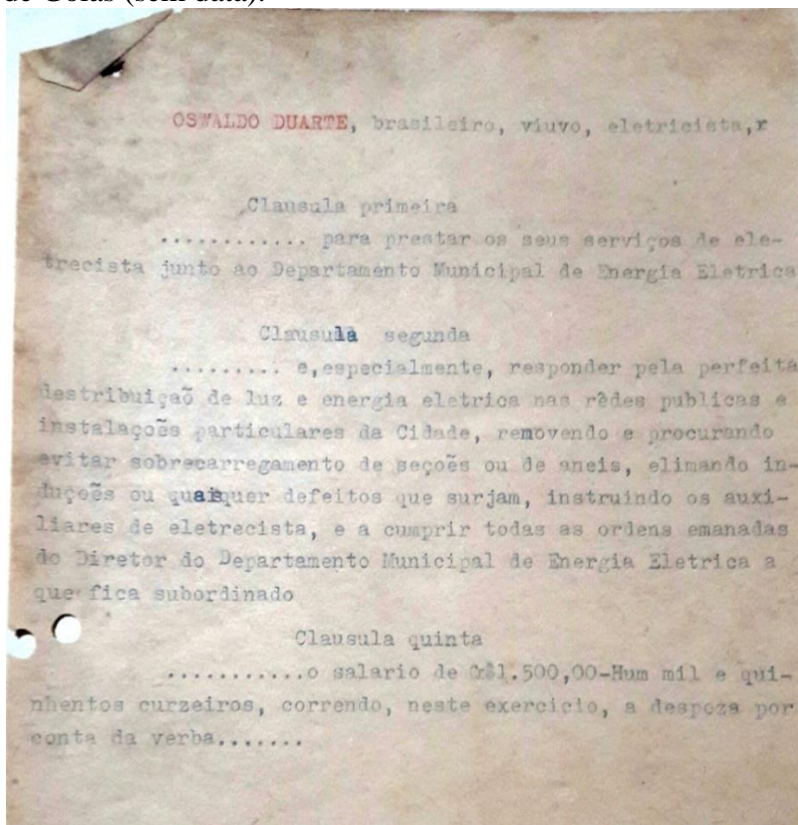 de Goiás (sem data).
OSWALDO DUARTE, brasileiro, viuvo, eletricista,r
Clausula primeira
............ para prestar os seus serviços de ele-
trecista junto ao Departamento Municipal de Energia Eletrica
Clausula segunda
......... e,especialmente, responder pela perfeita
destribuiçaõ de luz e energia eletrica nas rêdes publicas e
instalaçoẽs particulares da Cidade, removendo e procurando
evitar sobrecarregamento de seçoẽs ou de aneis, elimando in-
duçoẽs ou quaisquer defeitos que surjam, instruindo os auxi-
liares de eletrecista, e a cumprir todas as ordens emanadas
do Diretor do Departamento Municipal de Energia Eletrica a
que fica subordinado
Clausula quinta
...........o salario de Cr$1.500,00-Hum mil e qui-
nhentos curzeiros, correndo, neste exercicio, a despeza por
conta da verba.......